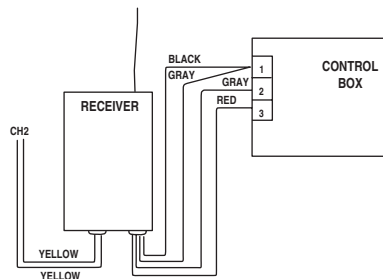 BLACK
GRAY
GRAY
RED
1
2
3
CONTROL
BOX
RECEIVER
CH2
YELLOW
YELLOW